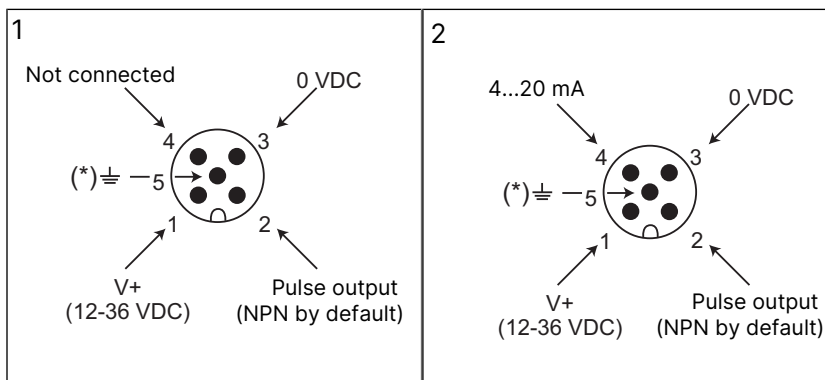 1
Not connected
0 VDC
4
3
(*) 5
1
2
V+
(12-36 VDC)
Pulse output
(NPN by default)
2
4...20 mA
0 VDC
4
3
(*) 5
1
2
V+
(12-36 VDC)
Pulse output
(NPN by default)